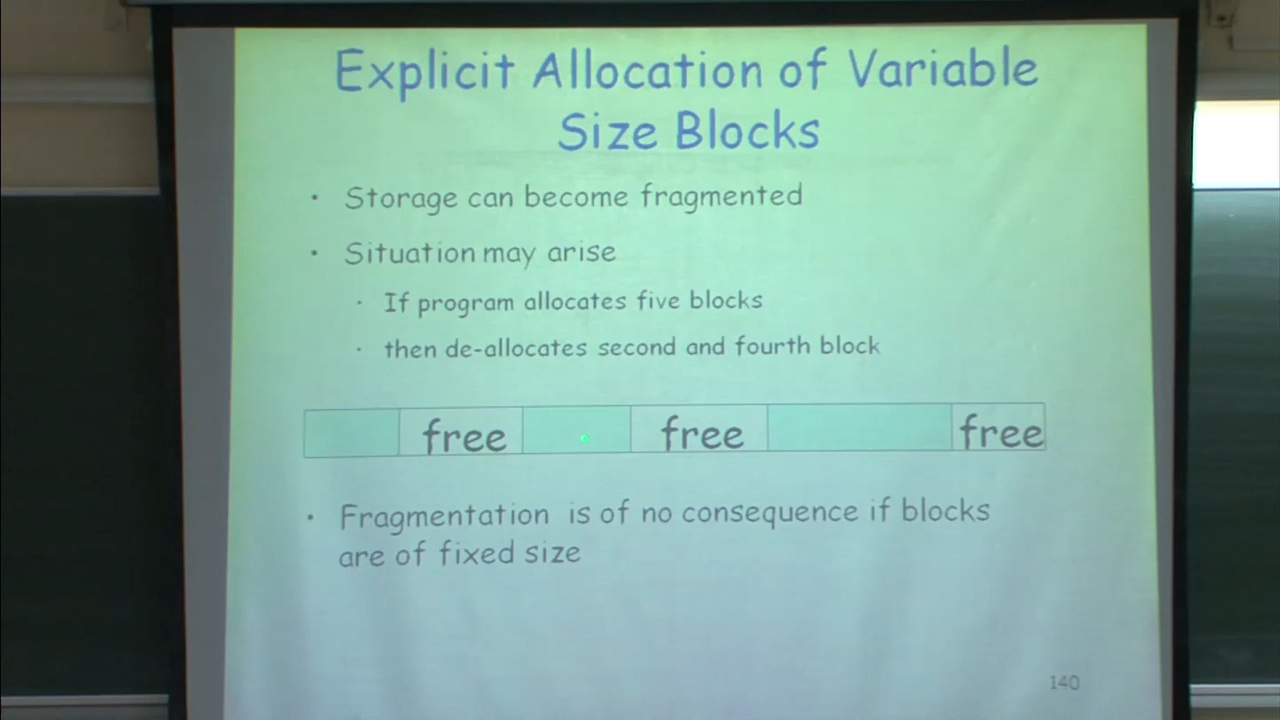 Explicit Allocation of Variable
Size Blocks
• Storage can become fragmented
• Situation may arise
• If program allocates five blocks
• then de-allocates second and fourth block
free free free
• Fragmentation is of no consequence if blocks
are of fixed size
140